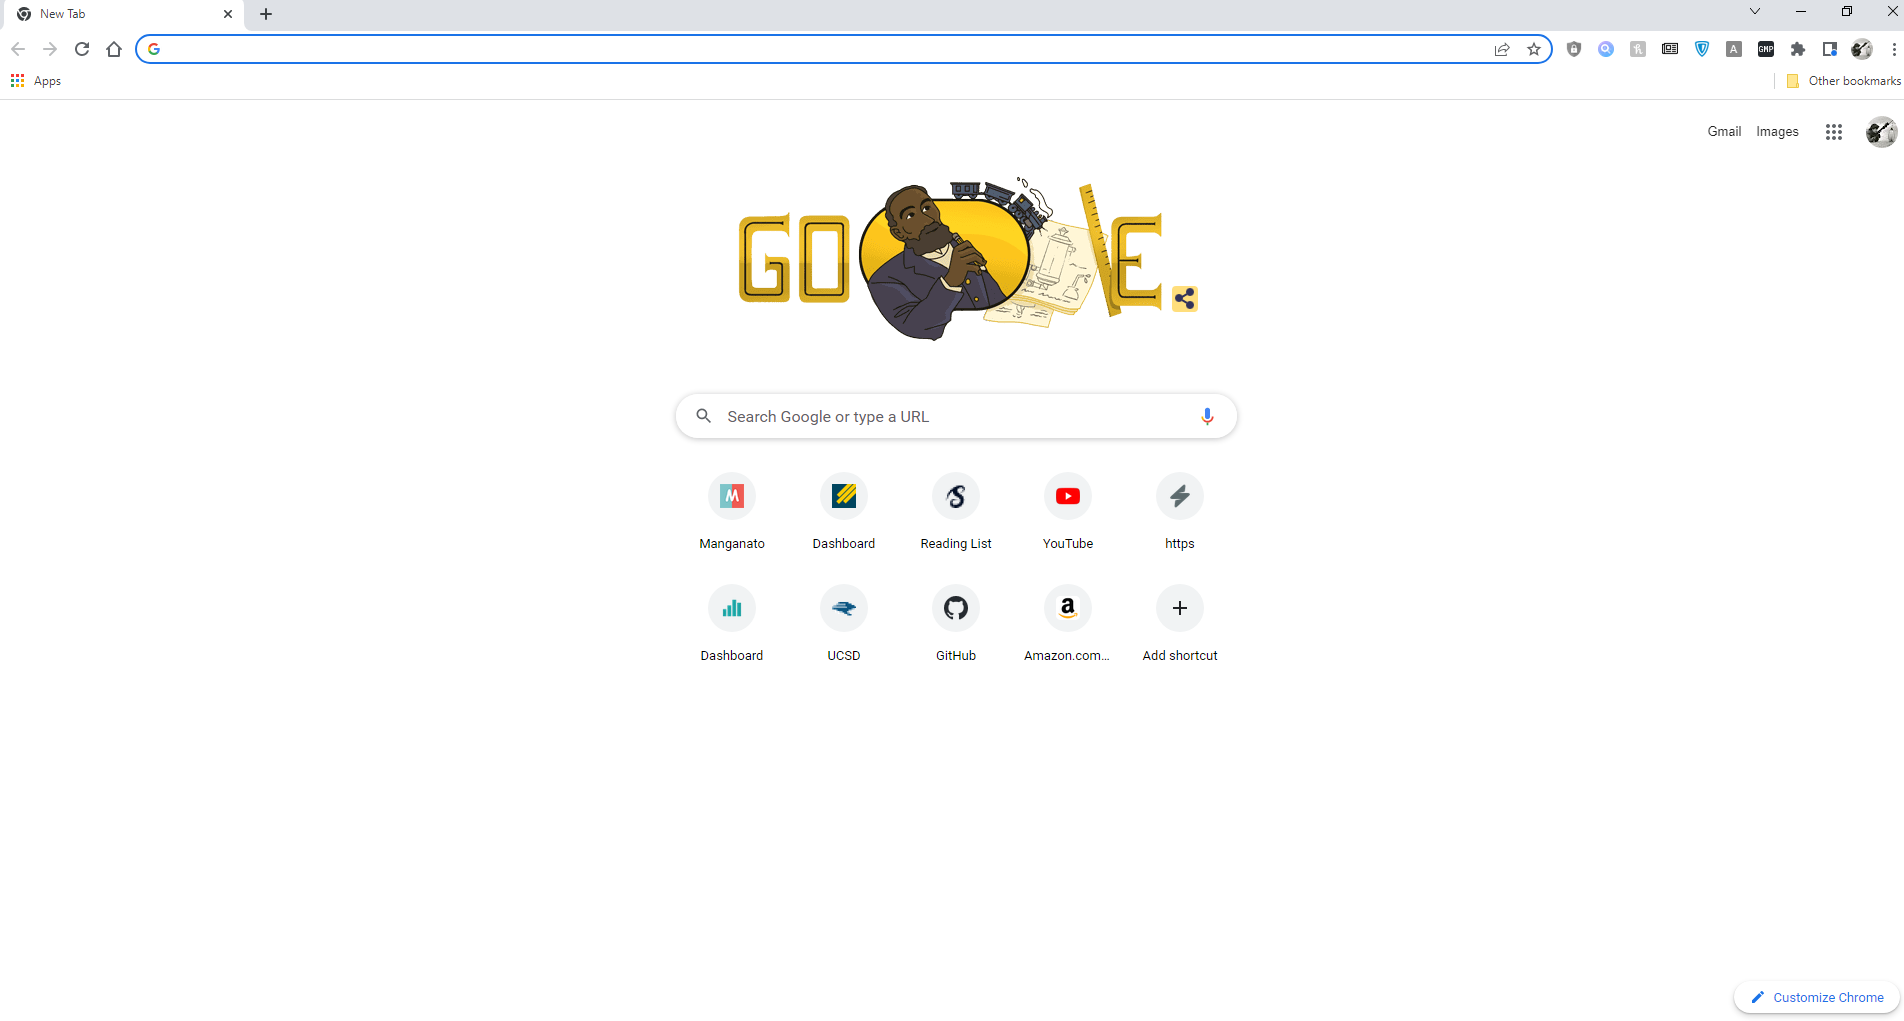 New Tab
Apps
Other bookmarks
Gmail Images
GO E.
Search Google or type a URL
Manganato Dashboard Reading List YouTube https
Dashboard UCSD GitHub Amazon.com... Add shortcut
Customize Chrome
GMP
A